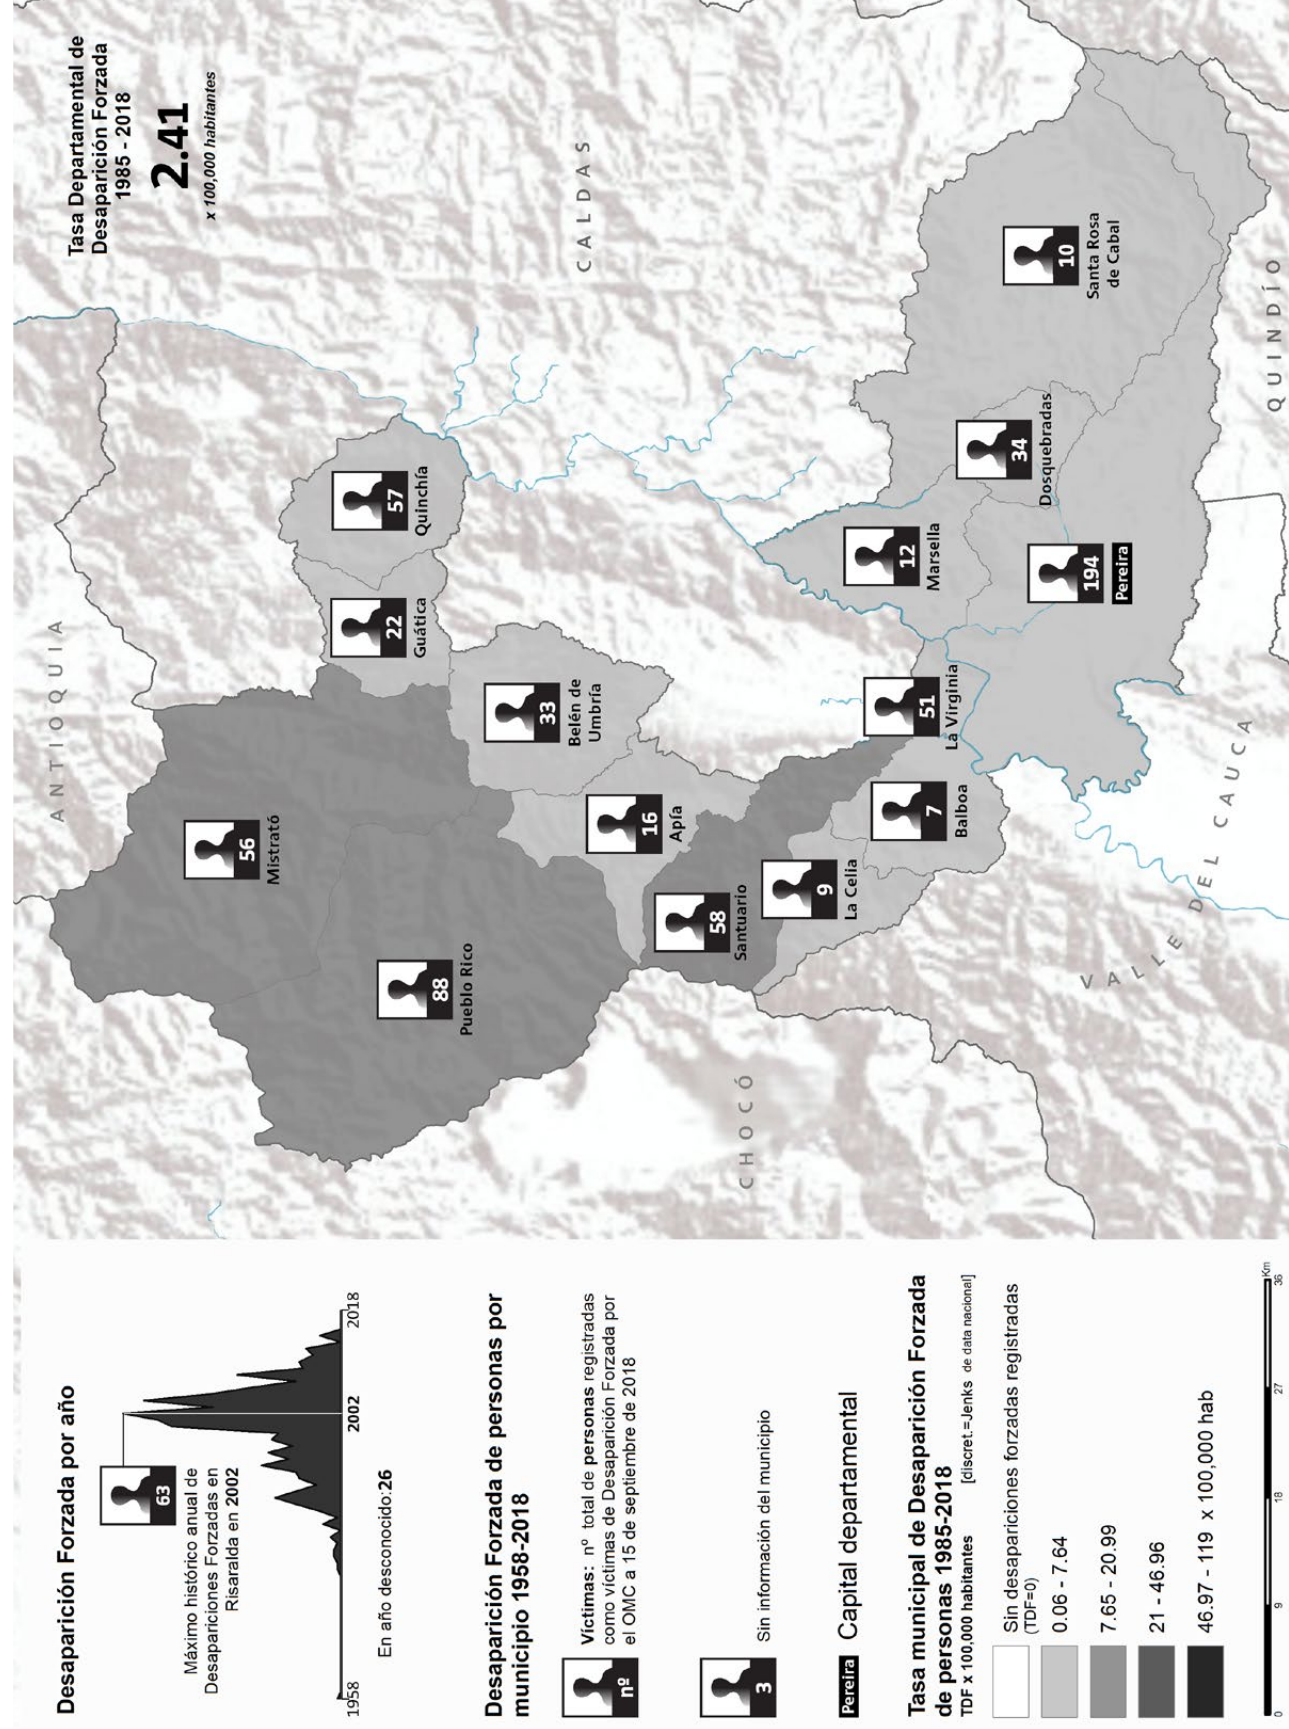 Desaparición Forzada por año
63
Máximo histórico anual de
Desapariciones Forzadas en
Risaralda en 2002
1958
2002
2018
En año desconocido:26
Desaparición Forzada de personas por
municipio 1958-2018
nº
Víctimas: nº total de personas registradas
como víctimas de Desaparición Forzada por
el OMC a 15 de septiembre de 2018
3
Sin información del municipio
Pereira
Capital departamental
Tasa municipal de Desaparición Forzada
de personas 1985-2018
TDF x 100,000 habitantes
[discret.=Jenks de data nacional]
Sin desapariciones forzadas registradas
(TDF=0)
0.06 - 7.64
7.65 - 20.99
21 - 46.96
46.97 - 119 x 100,000 hab
0
9
18
27
36
Km
Tasa Departamental de
Desaparición Forzada
1985 - 2018
2.41
x 100,000 habitantes
ANTIOQUIA
CALDAS
CHOCÓ
VALLE DEL CAUCA
QUINDÍO
56
Mistrató
88
Pueblo Rico
22
Guática
57
Quinchía
33
Belén de
Umbría
16
Apía
58
Santuario
9
La Celia
7
Balboa
51
La Virginia
12
Marsella
34
Dosquebradas
194
Pereira
10
Santa Rosa
de Cabal